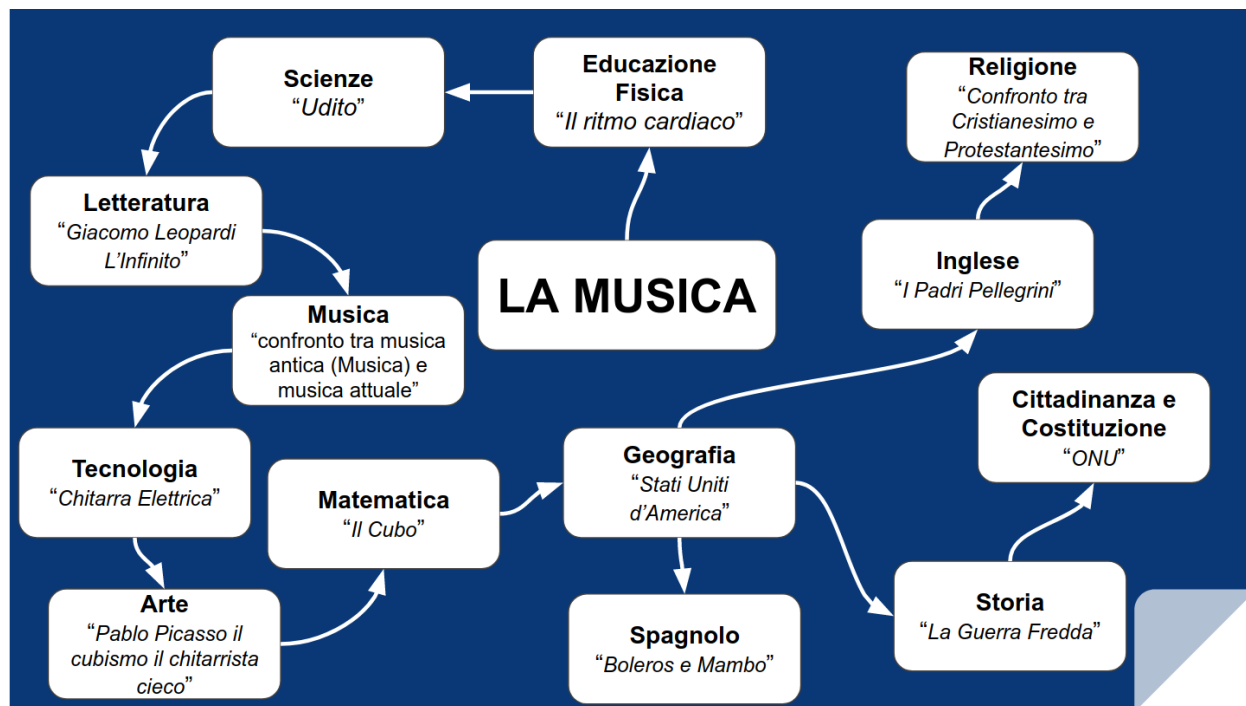 LA MUSICA
Educazione
Fisica
“Il ritmo cardiaco”
Scienze
“Udito”
Letteratura
“Giacomo Leopardi
L’Infinito”
Musica
“confronto tra musica
antica (Musica) e
musica attuale”
Tecnologia
“Chitarra Elettrica”
Arte
“Pablo Picasso il
cubismo il chitarrista
cieco”
Matematica
“Il Cubo”
Geografia
“Stati Uniti
d’America”
Spagnolo
“Boleros e Mambo”
Inglese
“I Padri Pellegrini”
Religione
“Confronto tra
Cristianesimo e
Protestantesimo”
Storia
“La Guerra Fredda”
Cittadinanza e
Costituzione
“ONU”